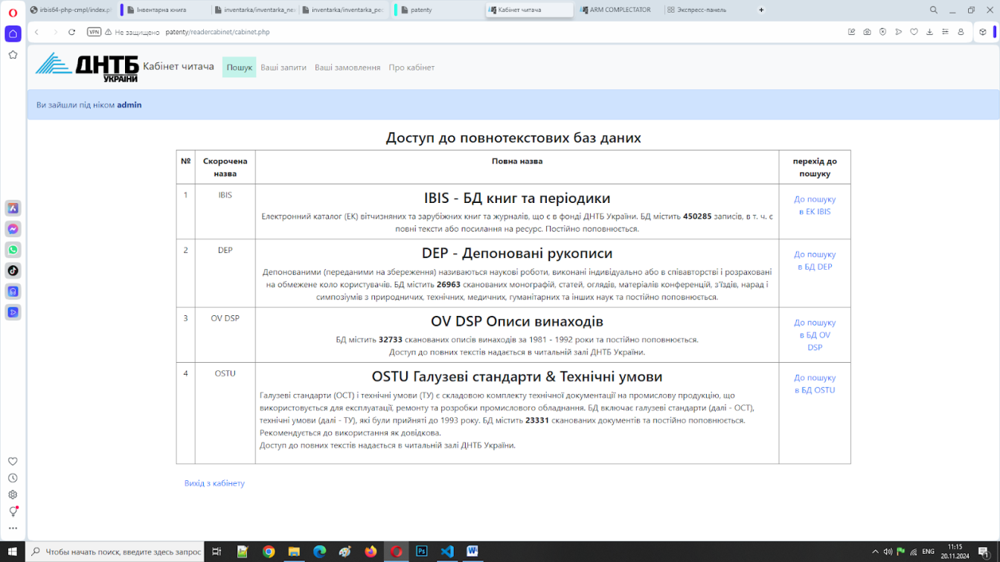 irbis64-php-cmpl/index.ph
Інвентарна книга
inventarka/inventarka_nev
inventarka/inventarka_pec
patenty
Кабінет читача
ARM COMPLECTATOR
Экспресс-панель
VPN Не защищено patenty/readercabinet/cabinet.php
ДНТБ
УКРАЇНИ
Кабінет читача Пошук Ваші запити Ваші замовлення Про кабінет
Ви зайшли під ніком admin
Доступ до повнотекстових баз даних
№
Скорочена
назва
Повна назва
перехід до
пошуку
1
IBIS
IBIS - БД книг та періодики
Електронний каталог (ЕК) вітчизняних та зарубіжних книг та журналів, що є в фонді ДНТБ України. БД містить 450285 записів, в т. ч. є
повні тексти або посилання на ресурс. Постійно поповнюється.
До пошуку
в ЕК IBIS
2
DEP
DEP - Депоновані рукописи
Депонованими (переданими на збереження) називаються наукові роботи, виконані індивідуально або в співавторстві і розраховані
на обмежене коло користувачів. БД містить 26963 сканованих монографій, статей, оглядів, матеріалів конференцій, з'їздів, нарад і
симпозіумів з природничих, технічних, медичних, гуманітарних та інших наук та постійно поповнюється.
До пошуку
в БД DEP
3
OV DSP
OV DSP Описи винаходів
БД містить 32733 сканованих описів винаходів за 1981 - 1992 роки та постійно поповнюється.
Доступ до повних текстів надається в читальній залі ДНТБ України.
До пошуку
в БД OV
DSP
4
OSTU
OSTU Галузеві стандарти & Технічні умови
Галузеві стандарти (ОСТ) і технічні умови (ТУ) є складовою комплекту технічної документації на промислову продукцію, що
використовується для експлуатації, ремонту та розробки промислового обладнання. БД включає галузеві стандарти (далі - ОСТ),
технічні умови (далі - ТУ), які були прийняті до 1993 року. БД містить 23331 сканованих документів та постійно поповнюється.
Рекомендується до використання як довідкова.
Доступ до повних текстів надається в читальній залі ДНТБ України.
До пошуку
в БД OSTU
Вихід з кабінету
Чтобы начать поиск, введите здесь запрос
Ps
ENG
11:15
20.11.2024